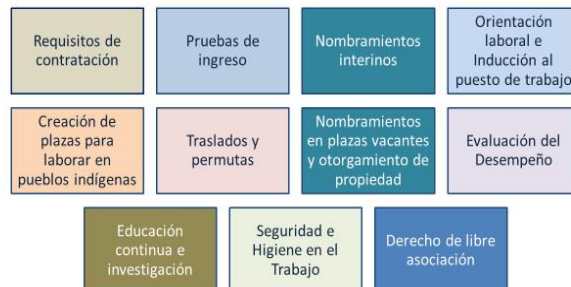 Requisitos de
contratación
Pruebas de
ingreso
Nombramientos
interinos
Orientación
laboral e
Inducción al
puesto de trabajo
Creación de
plazas para
laborar en
pueblos indígenas
Traslados y
permutas
Nombramientos
en plazas vacantes
y otorgamiento de
propiedad
Evaluación del
Desempeño
Educación
continua e
investigación
Seguridad e
Higiene en el
Trabajo
Derecho de libre
asociación